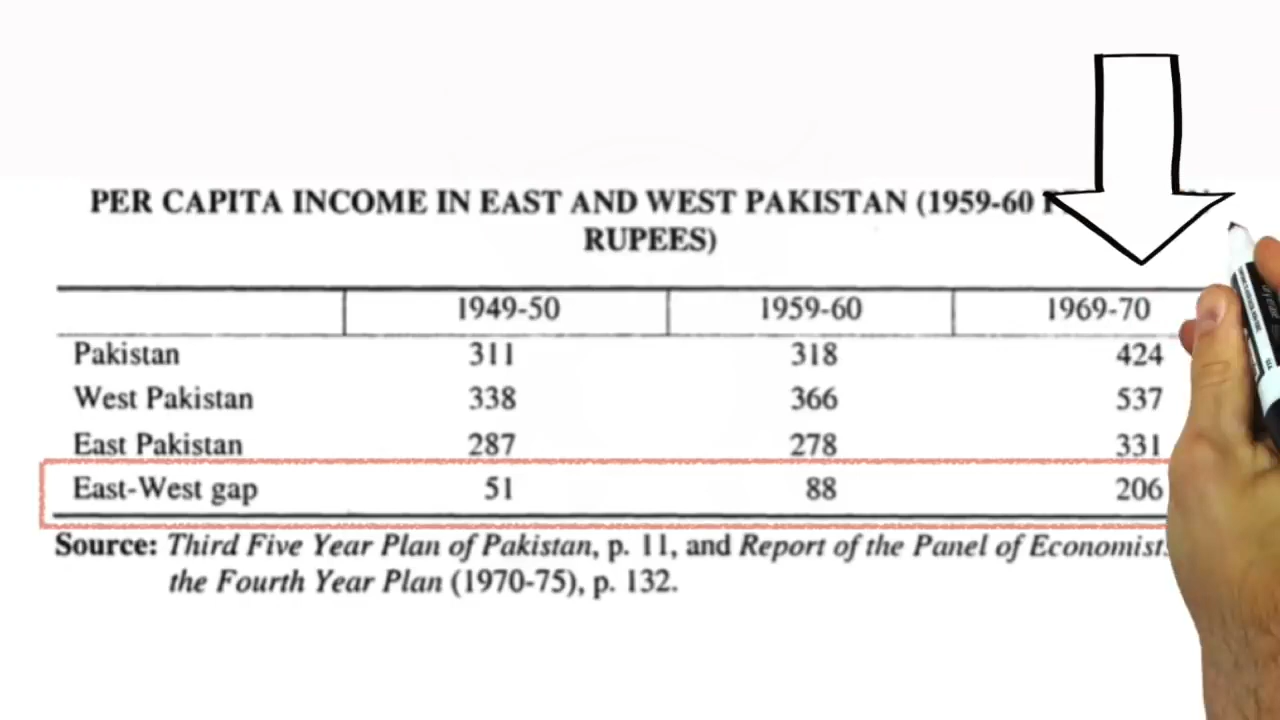 PER CAPITA INCOME IN EAST AND WEST PAKISTAN (1959-60
RUPEES)
1949-50 1959-60 1969-70
Pakistan 311 318 424
West Pakistan 338 366 537
East Pakistan 287 278 331
East-West gap 51 88 206
Source: Third Five Year Plan of Pakistan, p. 11, and Report of the Panel of
the Fourth Year Plan (1970-75), p. 132.